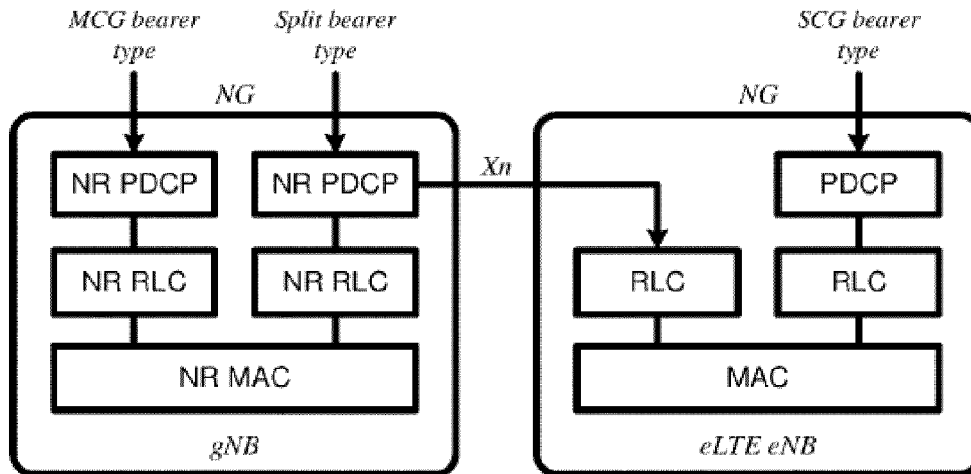 MCG bearer
type
Split bearer
type
SCG bearer
type
NG
NG
NR PDCP
NR PDCP
Xn
PDCP
NR RLC
NR RLC
RLC
RLC
NR MAC
MAC
gNB
eLTE eNB